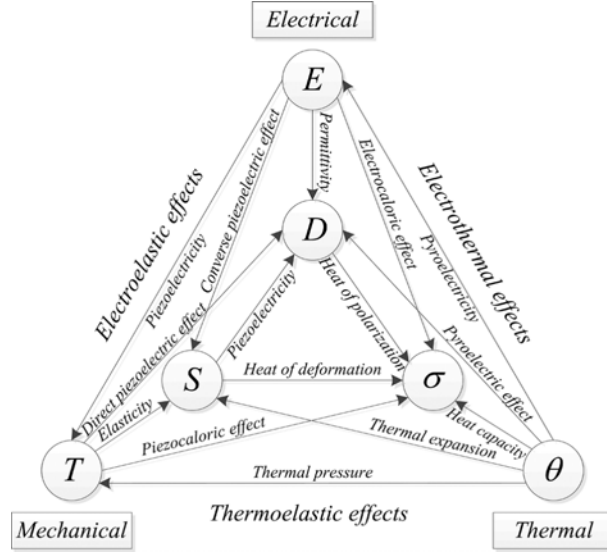 Electrical
E
Permittivity
Converse piezoelectric effect
Piezoelectricity
Electroelastic effects
Electrocaloric effect
Pyroelectricity
Electrothermal effects
D
Direct piezoelectric effect
Piezoelectricity
Heat of polarization
Pyroelectric effect
S
Heat of deformation
σ
Elasticity
Piezocaloric effect
Thermal expansion
Heat capacity
T
Thermal pressure
θ
Mechanical
Thermoelastic effects
Thermal